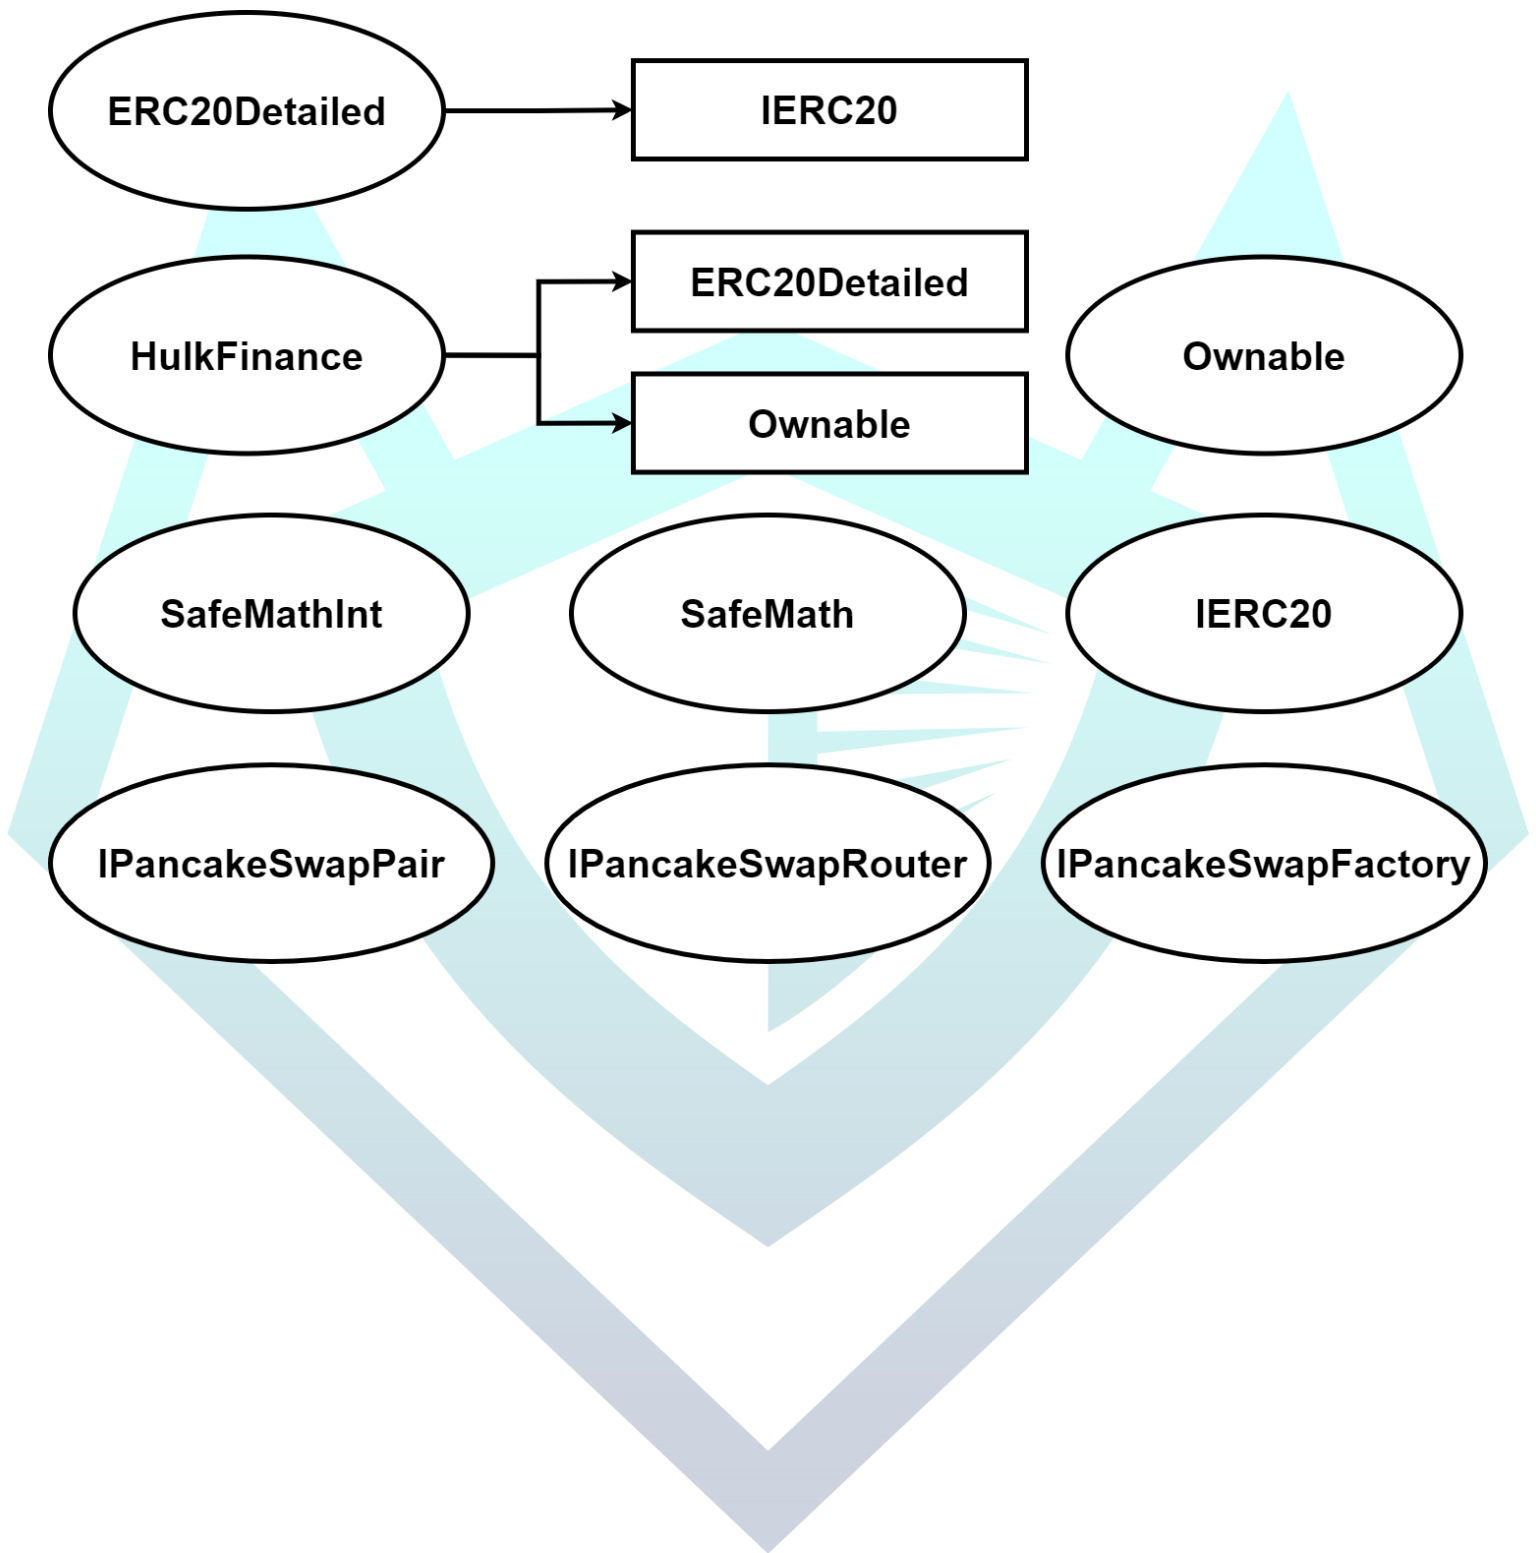 ERC20Detailed
IERC20
HulkFinance
ERC20Detailed
Ownable
Ownable
SafeMathInt
SafeMath
IERC20
IPancakeSwapPair
IPancakeSwapRouter
IPancakeSwapFactory